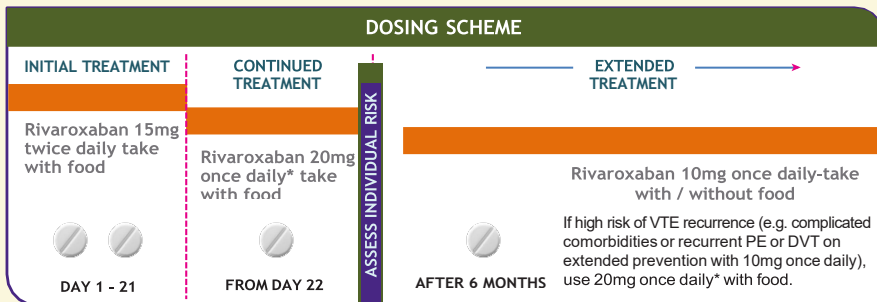 DOSING SCHEME
INITIAL TREATMENT
Rivaroxaban 15mg
twice daily take
with food
DAY 1 - 21
CONTINUED
TREATMENT
Rivaroxaban 20mg
once daily* take
with food
FROM DAY 22
ASSESS INDIVIDUAL RISK
EXTENDED
TREATMENT
AFTER 6 MONTHS
Rivaroxaban 10mg once daily-take
with / without food
If high risk of VTE recurrence (e.g. complicated
comorbidities or recurrent PE or DVT on
extended prevention with 10mg once daily),
use 20mg once daily* with food.